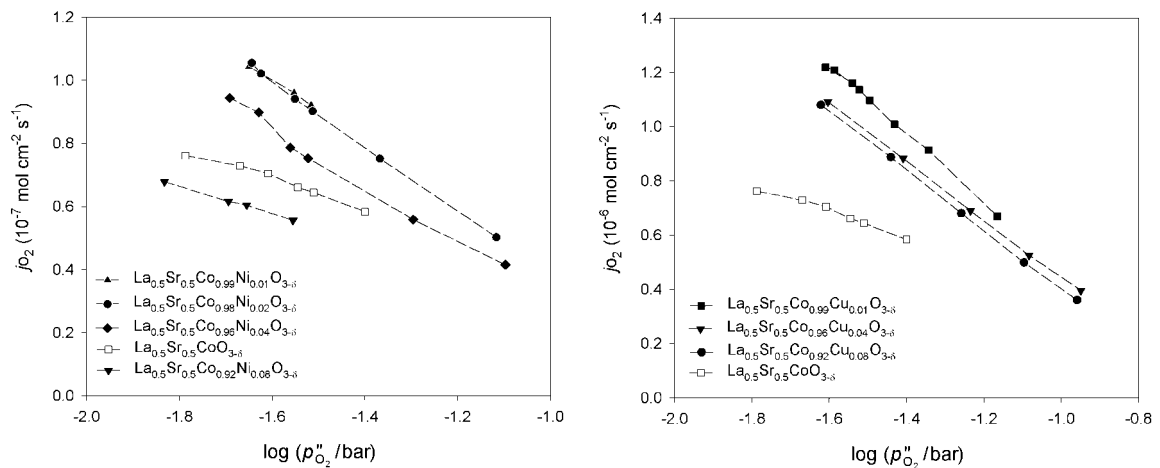 1.2
1.0
0.8
0.6
0.4
0.2
0.0
jO₂ (10⁻⁷ mol cm⁻² s⁻¹)
La₀.₅Sr₀.₅Co₀.₉₉Ni₀.₀₁O₃₋δ
La₀.₅Sr₀.₅Co₀.₉₈Ni₀.₀₂O₃₋δ
La₀.₅Sr₀.₅Co₀.₉₆Ni₀.₀₄O₃₋δ
La₀.₅Sr₀.₅CoO₃₋δ
La₀.₅Sr₀.₅Co₀.₉₂Ni₀.₀₈O₃₋δ
-2.0 -1.8 -1.6 -1.4 -1.2 -1.0
log (p″O₂/bar)
1.4
1.2
1.0
0.8
0.6
0.4
0.2
0.0
jO₂ (10⁻⁶ mol cm⁻² s⁻¹)
La₀.₅Sr₀.₅Co₀.₉₉Cu₀.₀₁O₃₋δ
La₀.₅Sr₀.₅Co₀.₉₆Cu₀.₀₄O₃₋δ
La₀.₅Sr₀.₅Co₀.₉₂Cu₀.₀₈O₃₋δ
La₀.₅Sr₀.₅CoO₃₋δ
-2.0 -1.8 -1.6 -1.4 -1.2 -1.0 -0.8
log (p″O₂/bar)